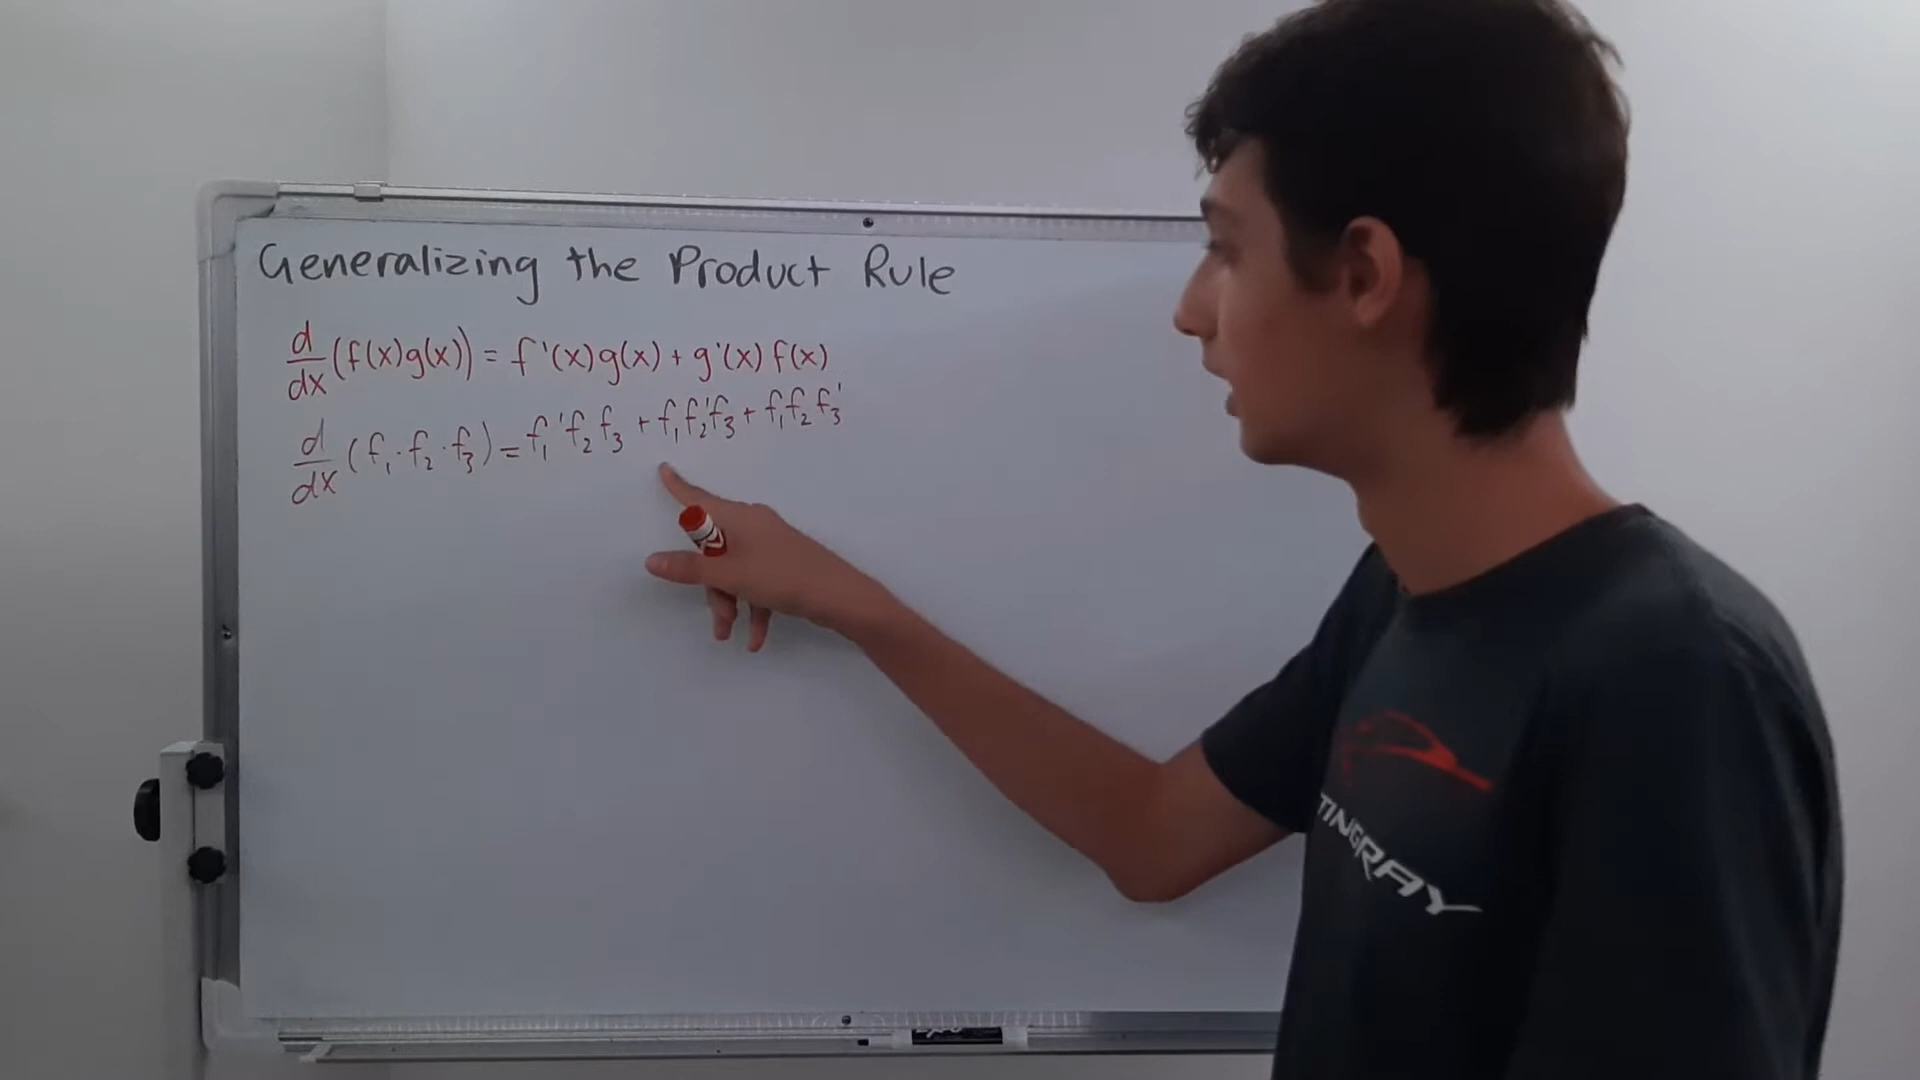 Generalizing the Product Rule
d/dx (f(x)g(x)) = f'(x)g(x) + g'(x) f(x)
d/dx (f₁·f₂·f₃) = f₁'f₂f₃ + f₁f₂'f₃ + f₁f₂f₃'
TINGRAY